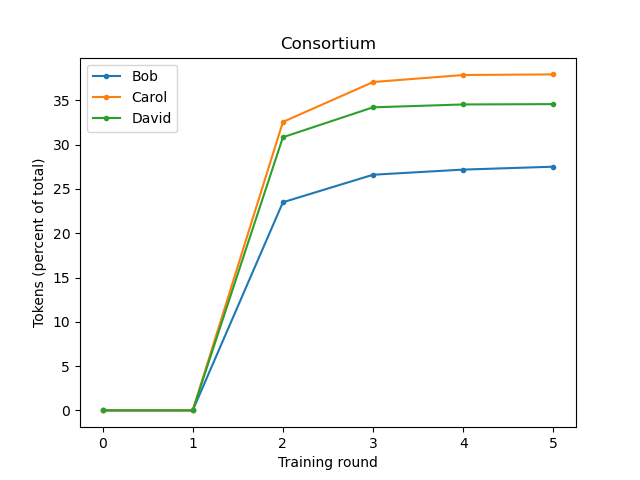 Consortium
Bob
Carol
David
Tokens (percent of total)
35
30
25
20
15
10
5
0
0 1 2 3 4 5
Training round